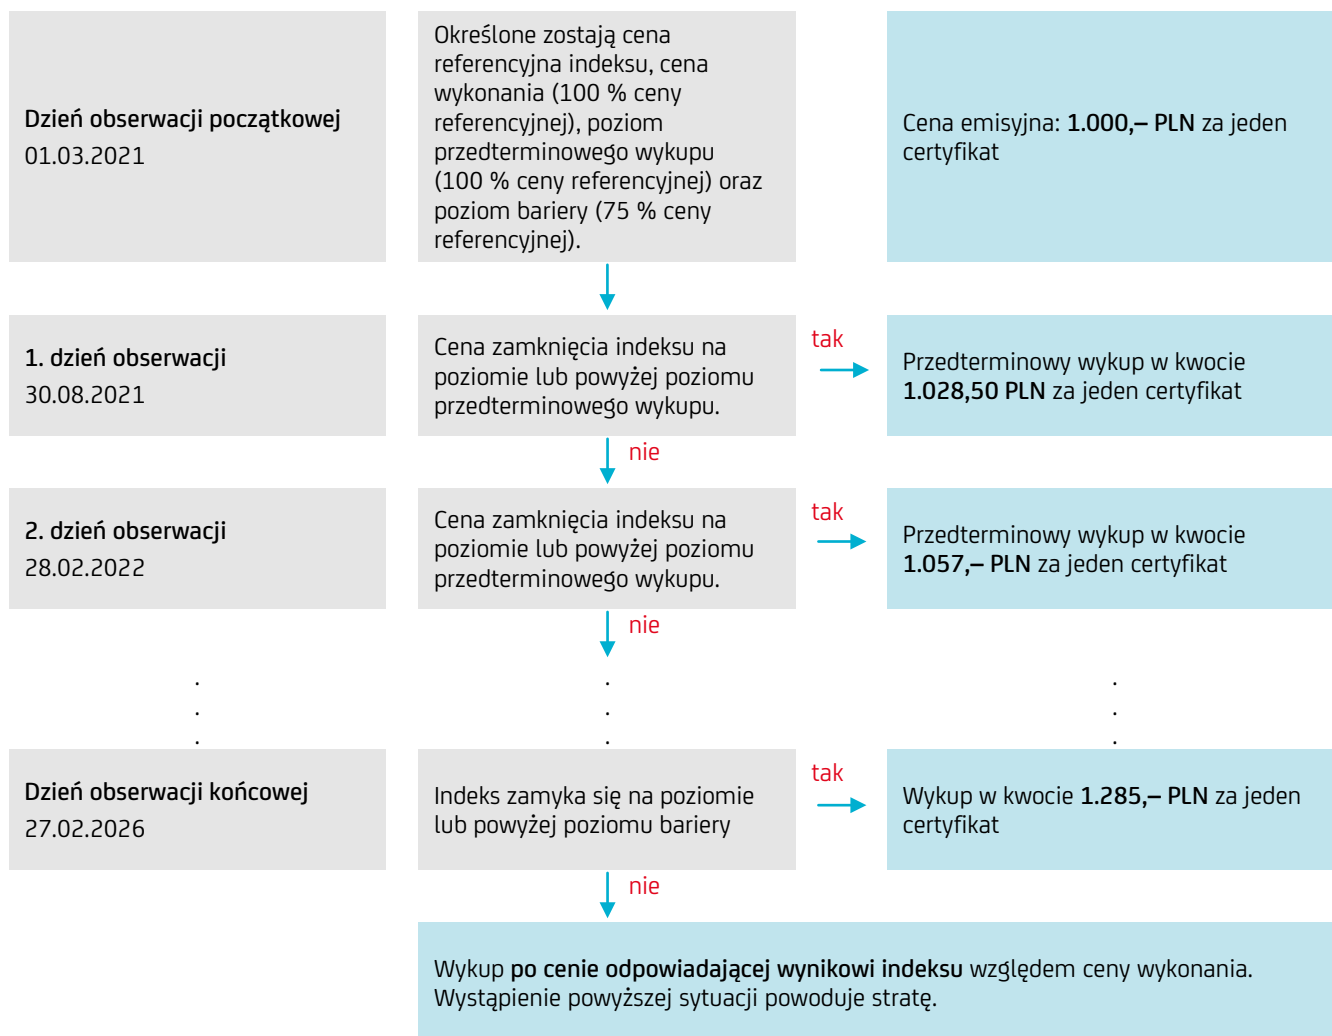 Dzień obserwacji początkowej
01.03.2021
Określone zostają cena
referencyjna indeksu, cena
wykonania (100 % ceny
referencyjnej), poziom
przedterminowego wykupu
(100 % ceny referencyjnej) oraz
poziom bariery (75 % ceny
referencyjnej).
Cena emisyjna: 1.000,– PLN za jeden
certyfikat
1. dzień obserwacji
30.08.2021
Cena zamknięcia indeksu na
poziomie lub powyżej poziomu
przedterminowego wykupu.
tak
Przedterminowy wykup w kwocie
1.028,50 PLN za jeden certyfikat
nie
2. dzień obserwacji
28.02.2022
Cena zamknięcia indeksu na
poziomie lub powyżej poziomu
przedterminowego wykupu.
tak
Przedterminowy wykup w kwocie
1.057,– PLN za jeden certyfikat
nie
. . .
. . .
. . .
Dzień obserwacji końcowej
27.02.2026
Indeks zamyka się na poziomie
lub powyżej poziomu bariery
tak
Wykup w kwocie 1.285,– PLN za jeden
certyfikat
nie
Wykup po cenie odpowiadającej wynikowi indeksu względem ceny wykonania.
Wystąpienie powyższej sytuacji powoduje stratę.